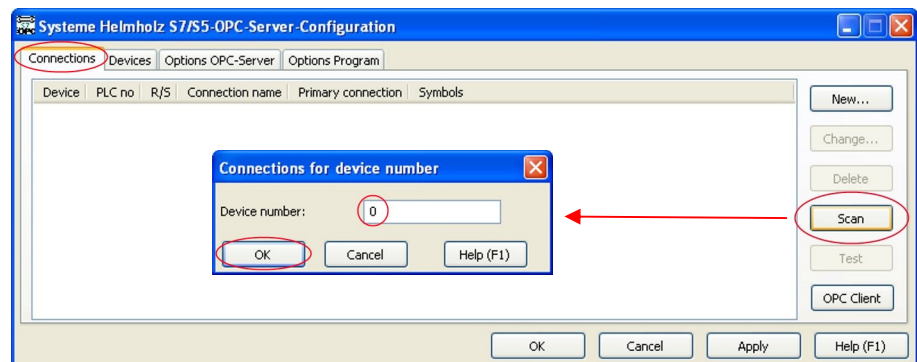 Systeme Helmholz S7/S5-OPC-Server-Configuration
Connections Devices Options OPC-Server Options Program
Device PLC no R/S Connection name Primary connection Symbols
New...
Change...
Delete
Scan
Test
OPC Client
Connections for device number
Device number: 0
OK Cancel Help (F1)
OK Cancel Apply Help (F1)